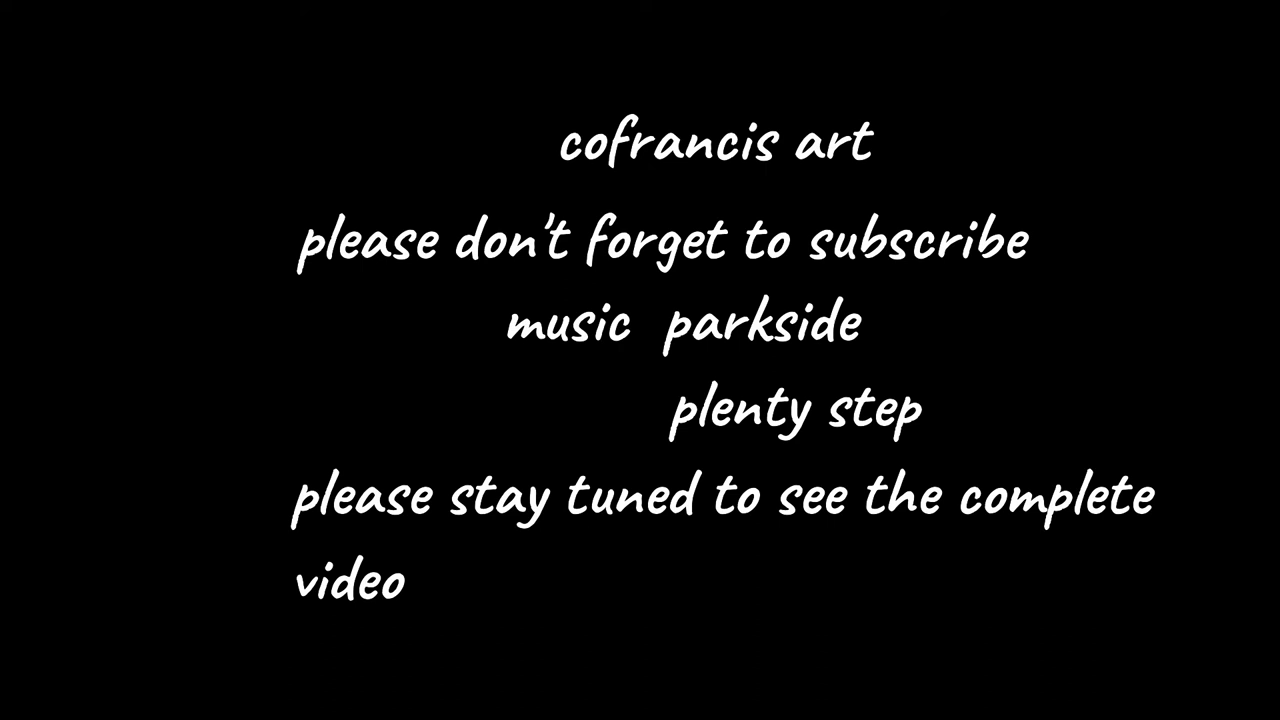 cofrancis art
please don't forget to subscribe
music parkside
plenty step
please stay tuned to see the complete
video